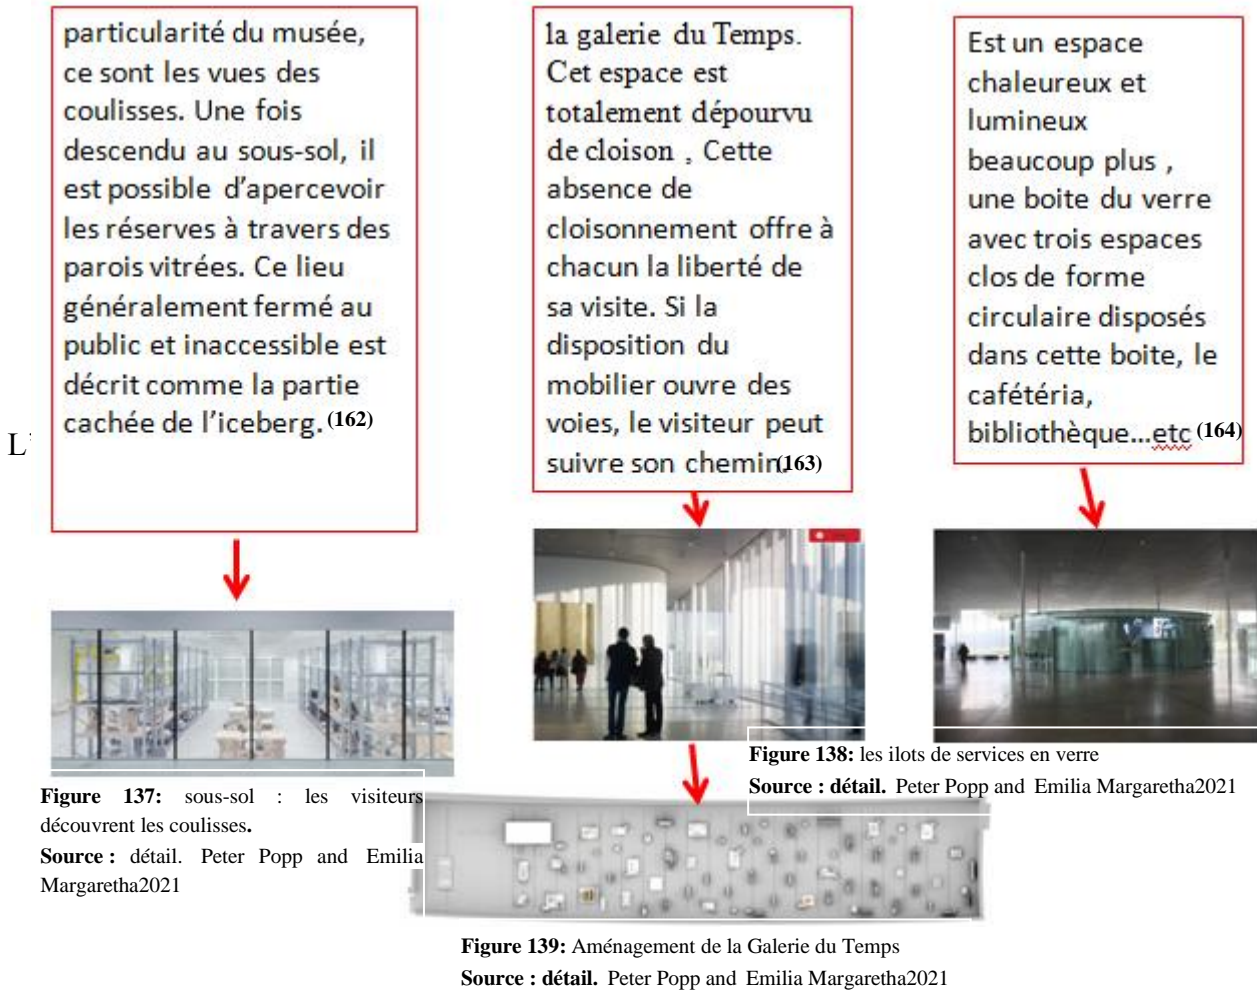 particularité du musée,
ce sont les vues des
coulisses. Une fois
descendu au sous-sol, il
est possible d'apercevoir
les réserves à travers des
parois vitrées. Ce lieu
généralement fermé au
public et inaccessible est
décrit comme la partie
cachée de l'iceberg. (162)
L'
la galerie du Temps.
Cet espace est
totalement dépourvu
de cloison , Cette
absence de
cloisonnement offre à
chacun la liberté de
sa visite. Si la
disposition du
mobilier ouvre des
voies, le visiteur peut
suivre son chemin.(163)
Est un espace
chaleureux et
lumineux
beaucoup plus ,
une boite du verre
avec trois espaces
clos de forme
circulaire disposés
dans cette boite, le
cafétéria,
bibliothèque...etc (164)
Figure 137: sous-sol : les visiteurs
découvrent les coulisses.
Source : détail. Peter Popp and Emilia
Margaretha2021
Figure 138: les ilots de services en verre
Source : détail. Peter Popp and Emilia Margaretha2021
Figure 139: Aménagement de la Galerie du Temps
Source : détail. Peter Popp and Emilia Margaretha2021